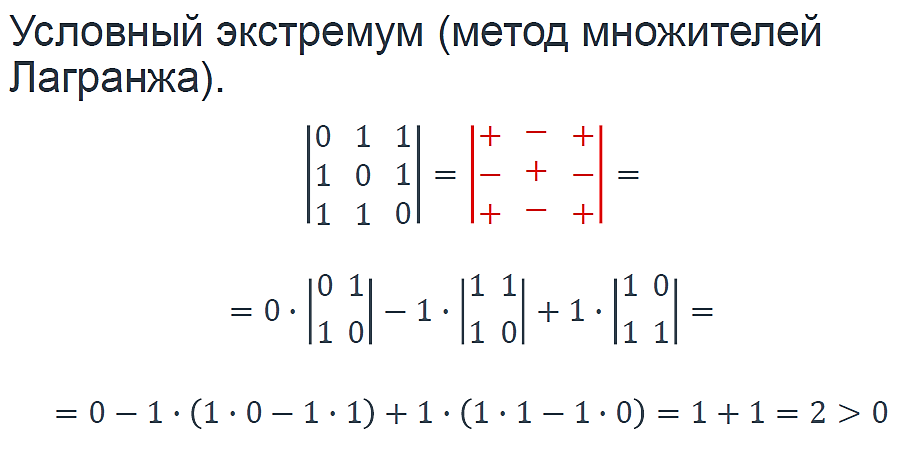 Условный экстремум (метод множителей
Лагранжа).
|0 1 1|   |+ − +|
|1 0 1| = |− + −| =
|1 1 0|   |+ − +|
= 0 · |0 1| − 1 · |1 1| + 1 · |1 0| =
|1 0| |1 0| |1 1|
= 0 − 1 · (1 · 0 − 1 · 1) + 1 · (1 · 1 − 1 · 0) = 1 + 1 = 2 > 0